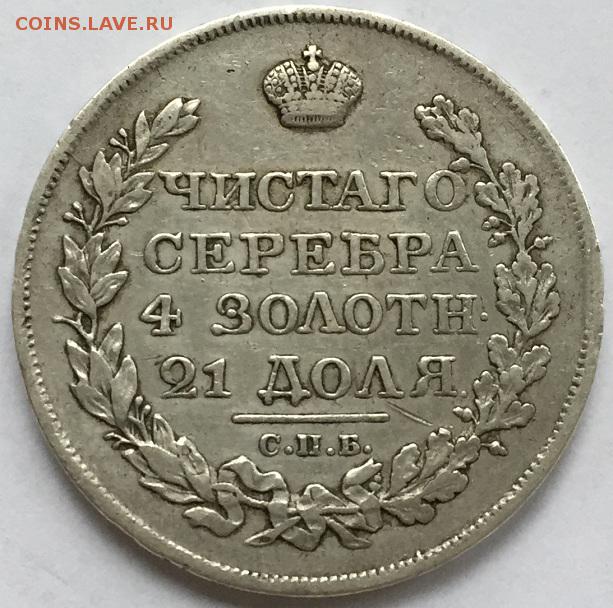 COINS.LAVE.RU
ЧИСТАГО
СЕРЕБРА
4 ЗОЛОТН.
21 ДОЛЯ.
С.П.Б.